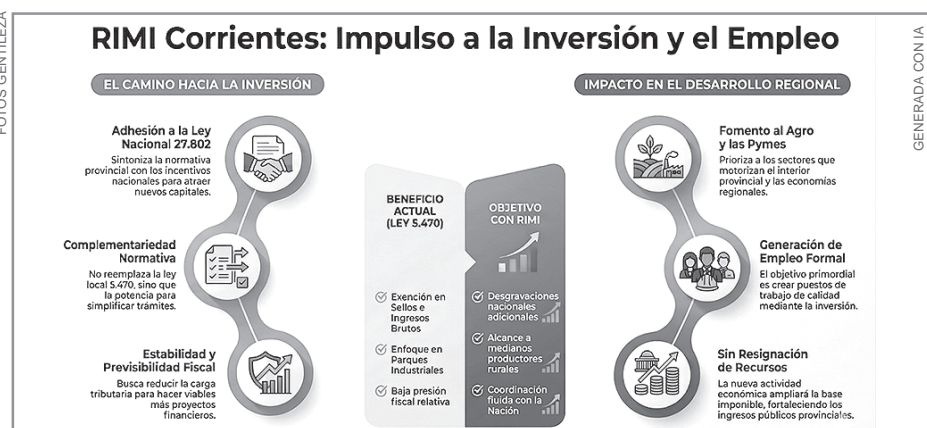 FOTOS GENTILEZA
RIMI Corrientes: Impulso a la Inversión y el Empleo
EL CAMINO HACIA LA INVERSIÓN
Adhesión a la Ley
Nacional 27.802
Sintoniza la normativa
provincial con los incentivos
nacionales para atraer
nuevos capitales.
Complementariedad
Normativa
No reemplaza la ley
local 5.470, sino que
la potencia para
simplificar trámites.
Estabilidad y
Previsibilidad Fiscal
Busca reducir la carga
tributaria para hacer viables
más proyectos
financieros.
BENEFICIO
ACTUAL
(LEY 5.470)
Exención en
Sellos e
Ingresos
Brutos
Enfoque en
Parques
Industriales
Baja presión
fiscal relativa
OBJETIVO
CON RIMI
Desgravaciones
nacionales
adicionales
Alcance a
medianos
productores
rurales
Coordinación
fluida con la
Nación
IMPACTO EN EL DESARROLLO REGIONAL
Fomento al Agro
y las Pymes
Prioriza a los sectores que
motorizan el interior
provincial y las economías
regionales.
Generación de
Empleo Formal
El objetivo primordial
es crear puestos de
trabajo de calidad
mediante la inversión.
Sin Resignación
de Recursos
La nueva actividad
económica ampliará la base
imponible, fortaleciendo los
ingresos públicos provinciales.
GENERADA CON IA